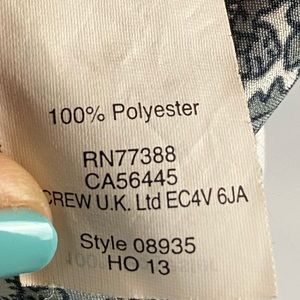 100% Polyester
RN77388
CA56445
CREW U.K. Ltd EC4V 6JA
Style 08935
HO 13